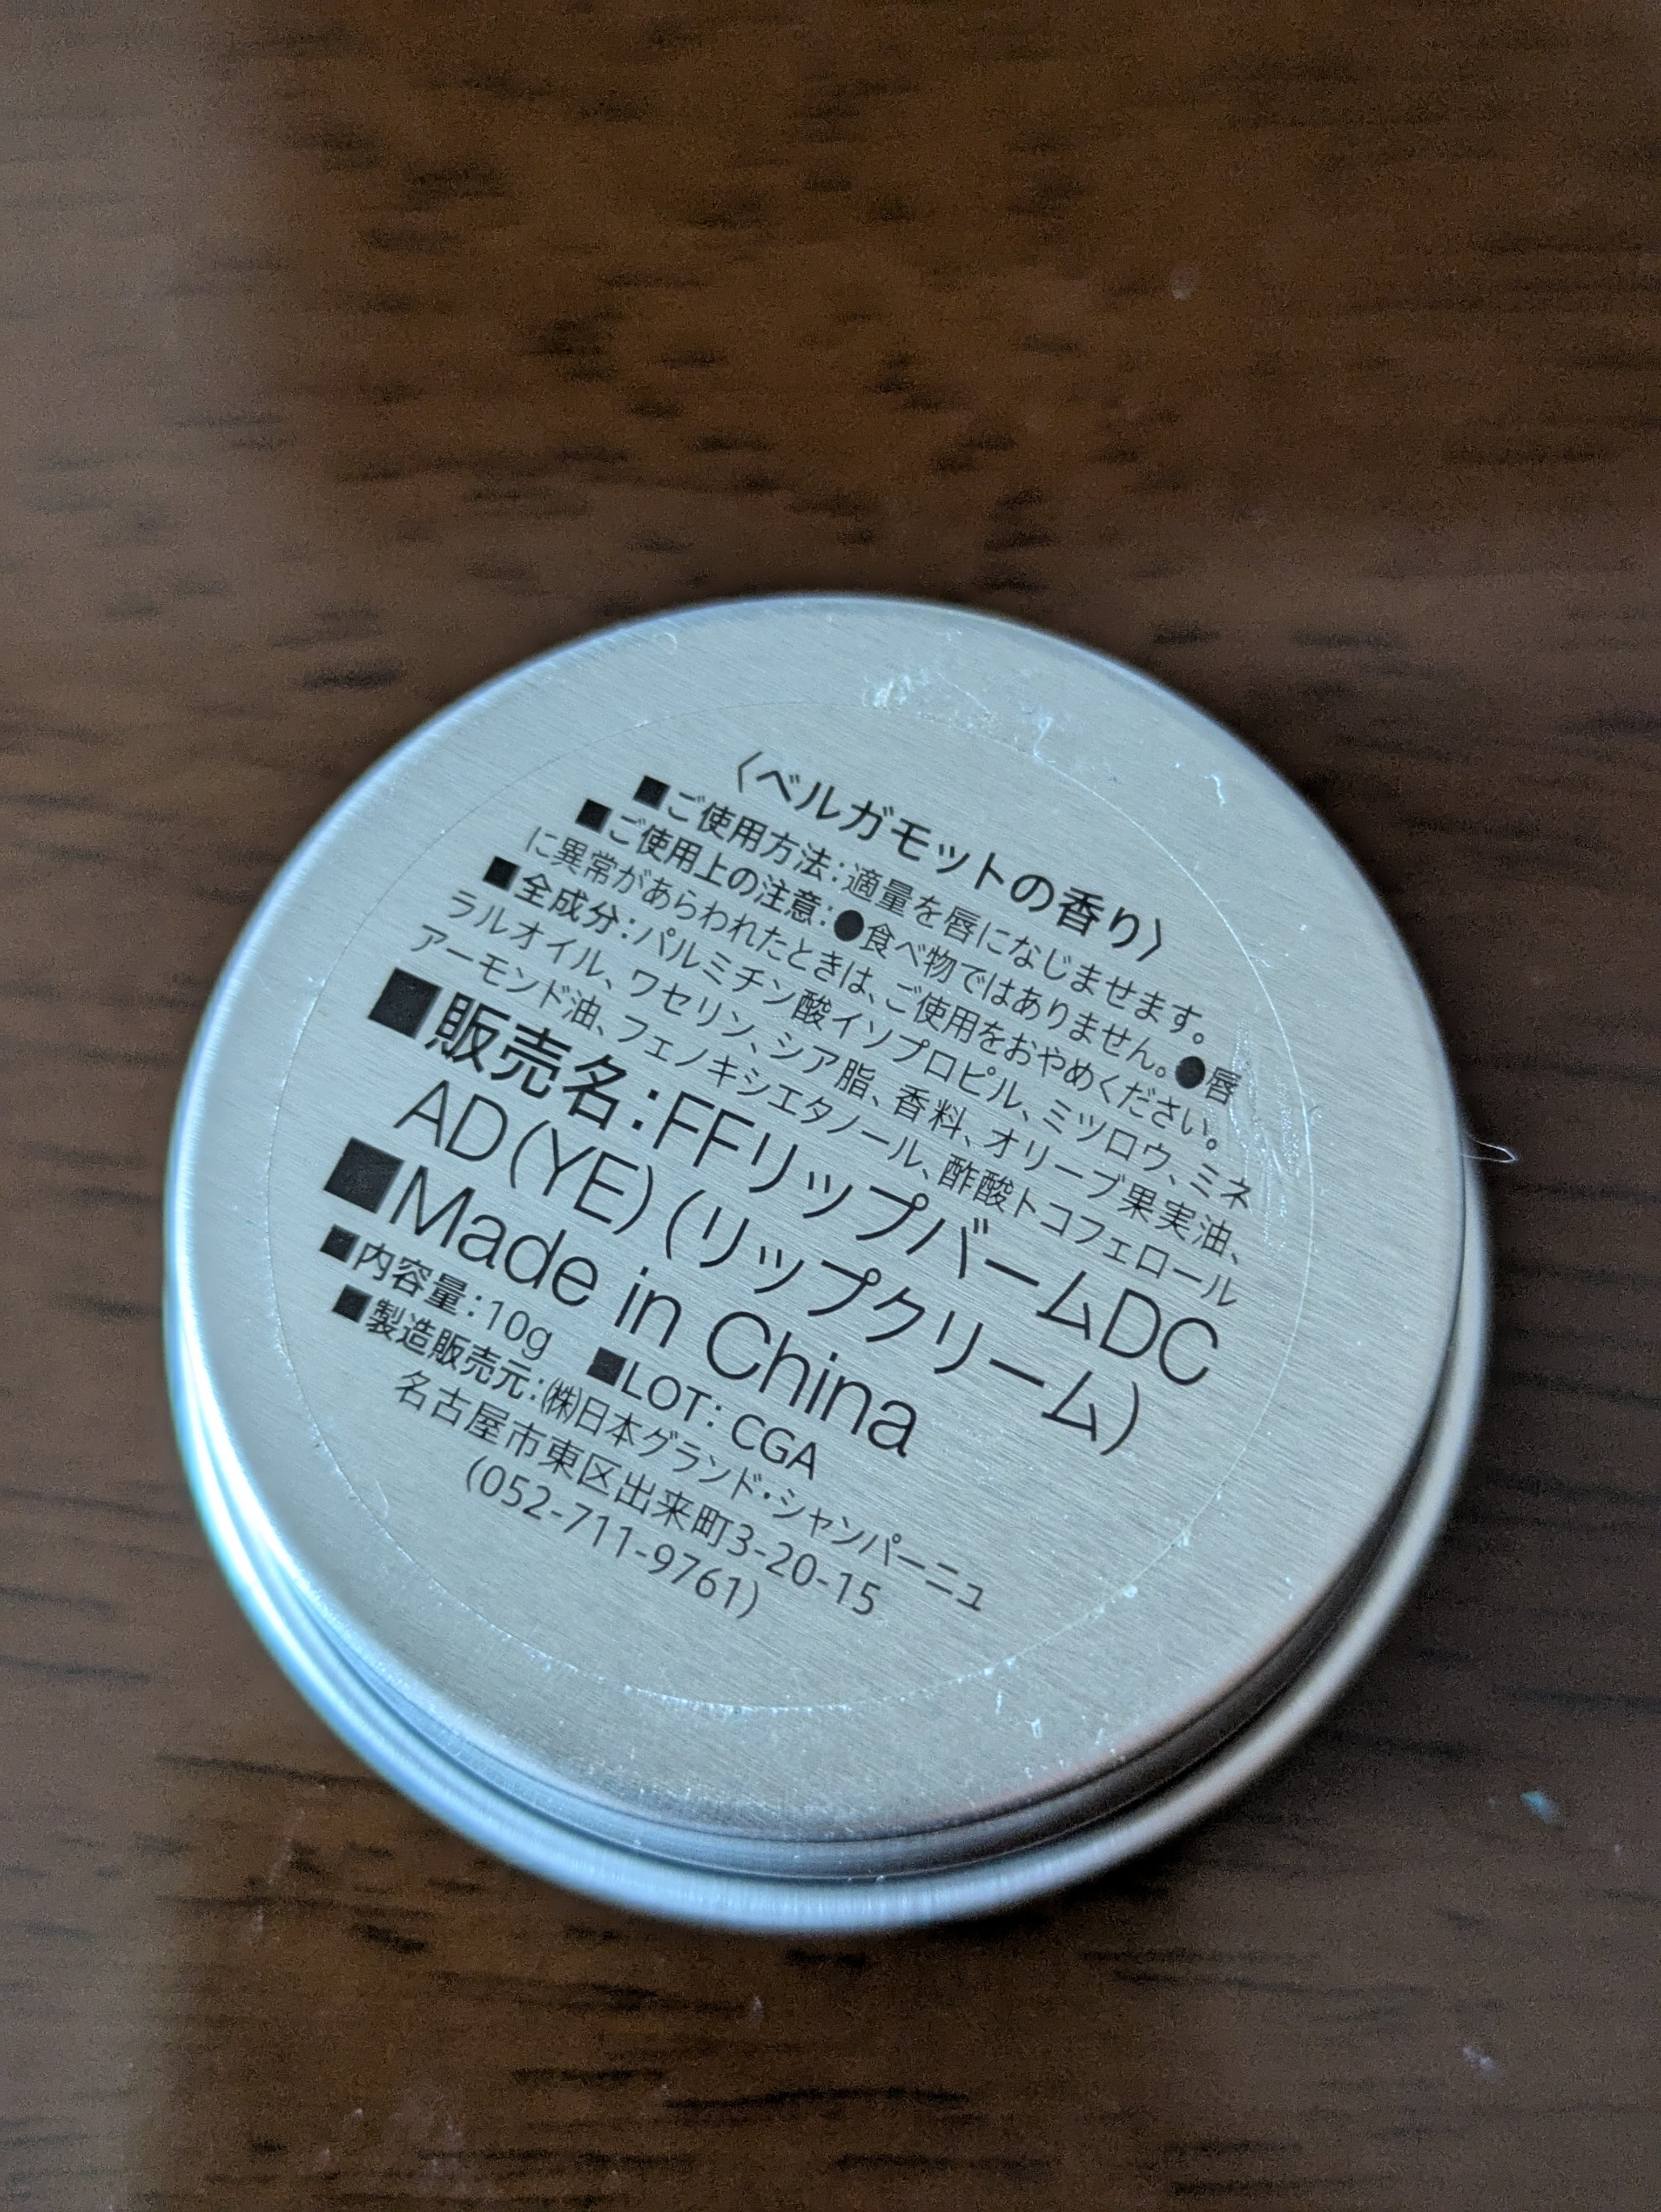 〈ベルガモットの香り〉
■ご使用方法:適量を唇になじませます。
■ご使用上の注意:●食べ物ではありません。●唇
に異常があらわれたときは、ご使用をおやめください。
■全成分:パルミチン酸イソプロピル、ミツロウ、ミネ
ラルオイル、ワセリン、シア脂、香料、オリーブ果実油、
アーモンド油、フェノキシエタノール、酢酸トコフェロール
■販売名:FFリップバームDC
AD(YE)(リップクリーム)
■Made in China
■内容量:10g ■LOT: CGA
■製造販売元:㈱日本グランド・シャンパーニュ
名古屋市東区出来町3-20-15
(052-711-9761)